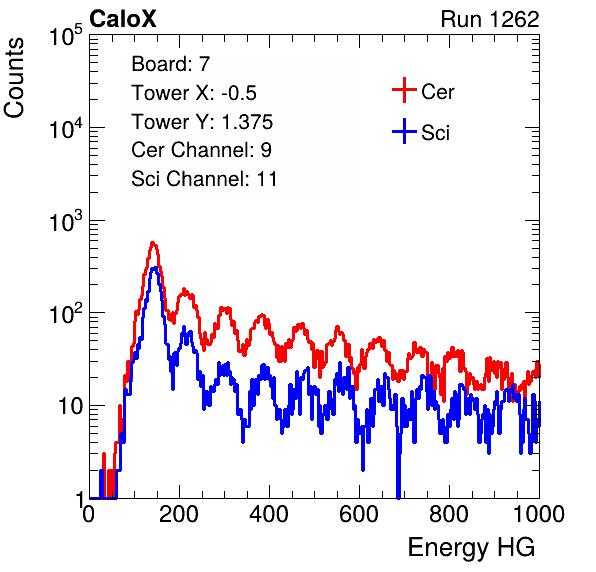 CaloX Run 1262
Counts
Board: 7
Tower X: -0.5
Tower Y: 1.375
Cer Channel: 9
Sci Channel: 11
Cer
Sci
10^5
10^4
10^3
10^2
10
1
0 200 400 600 800 1000
Energy HG